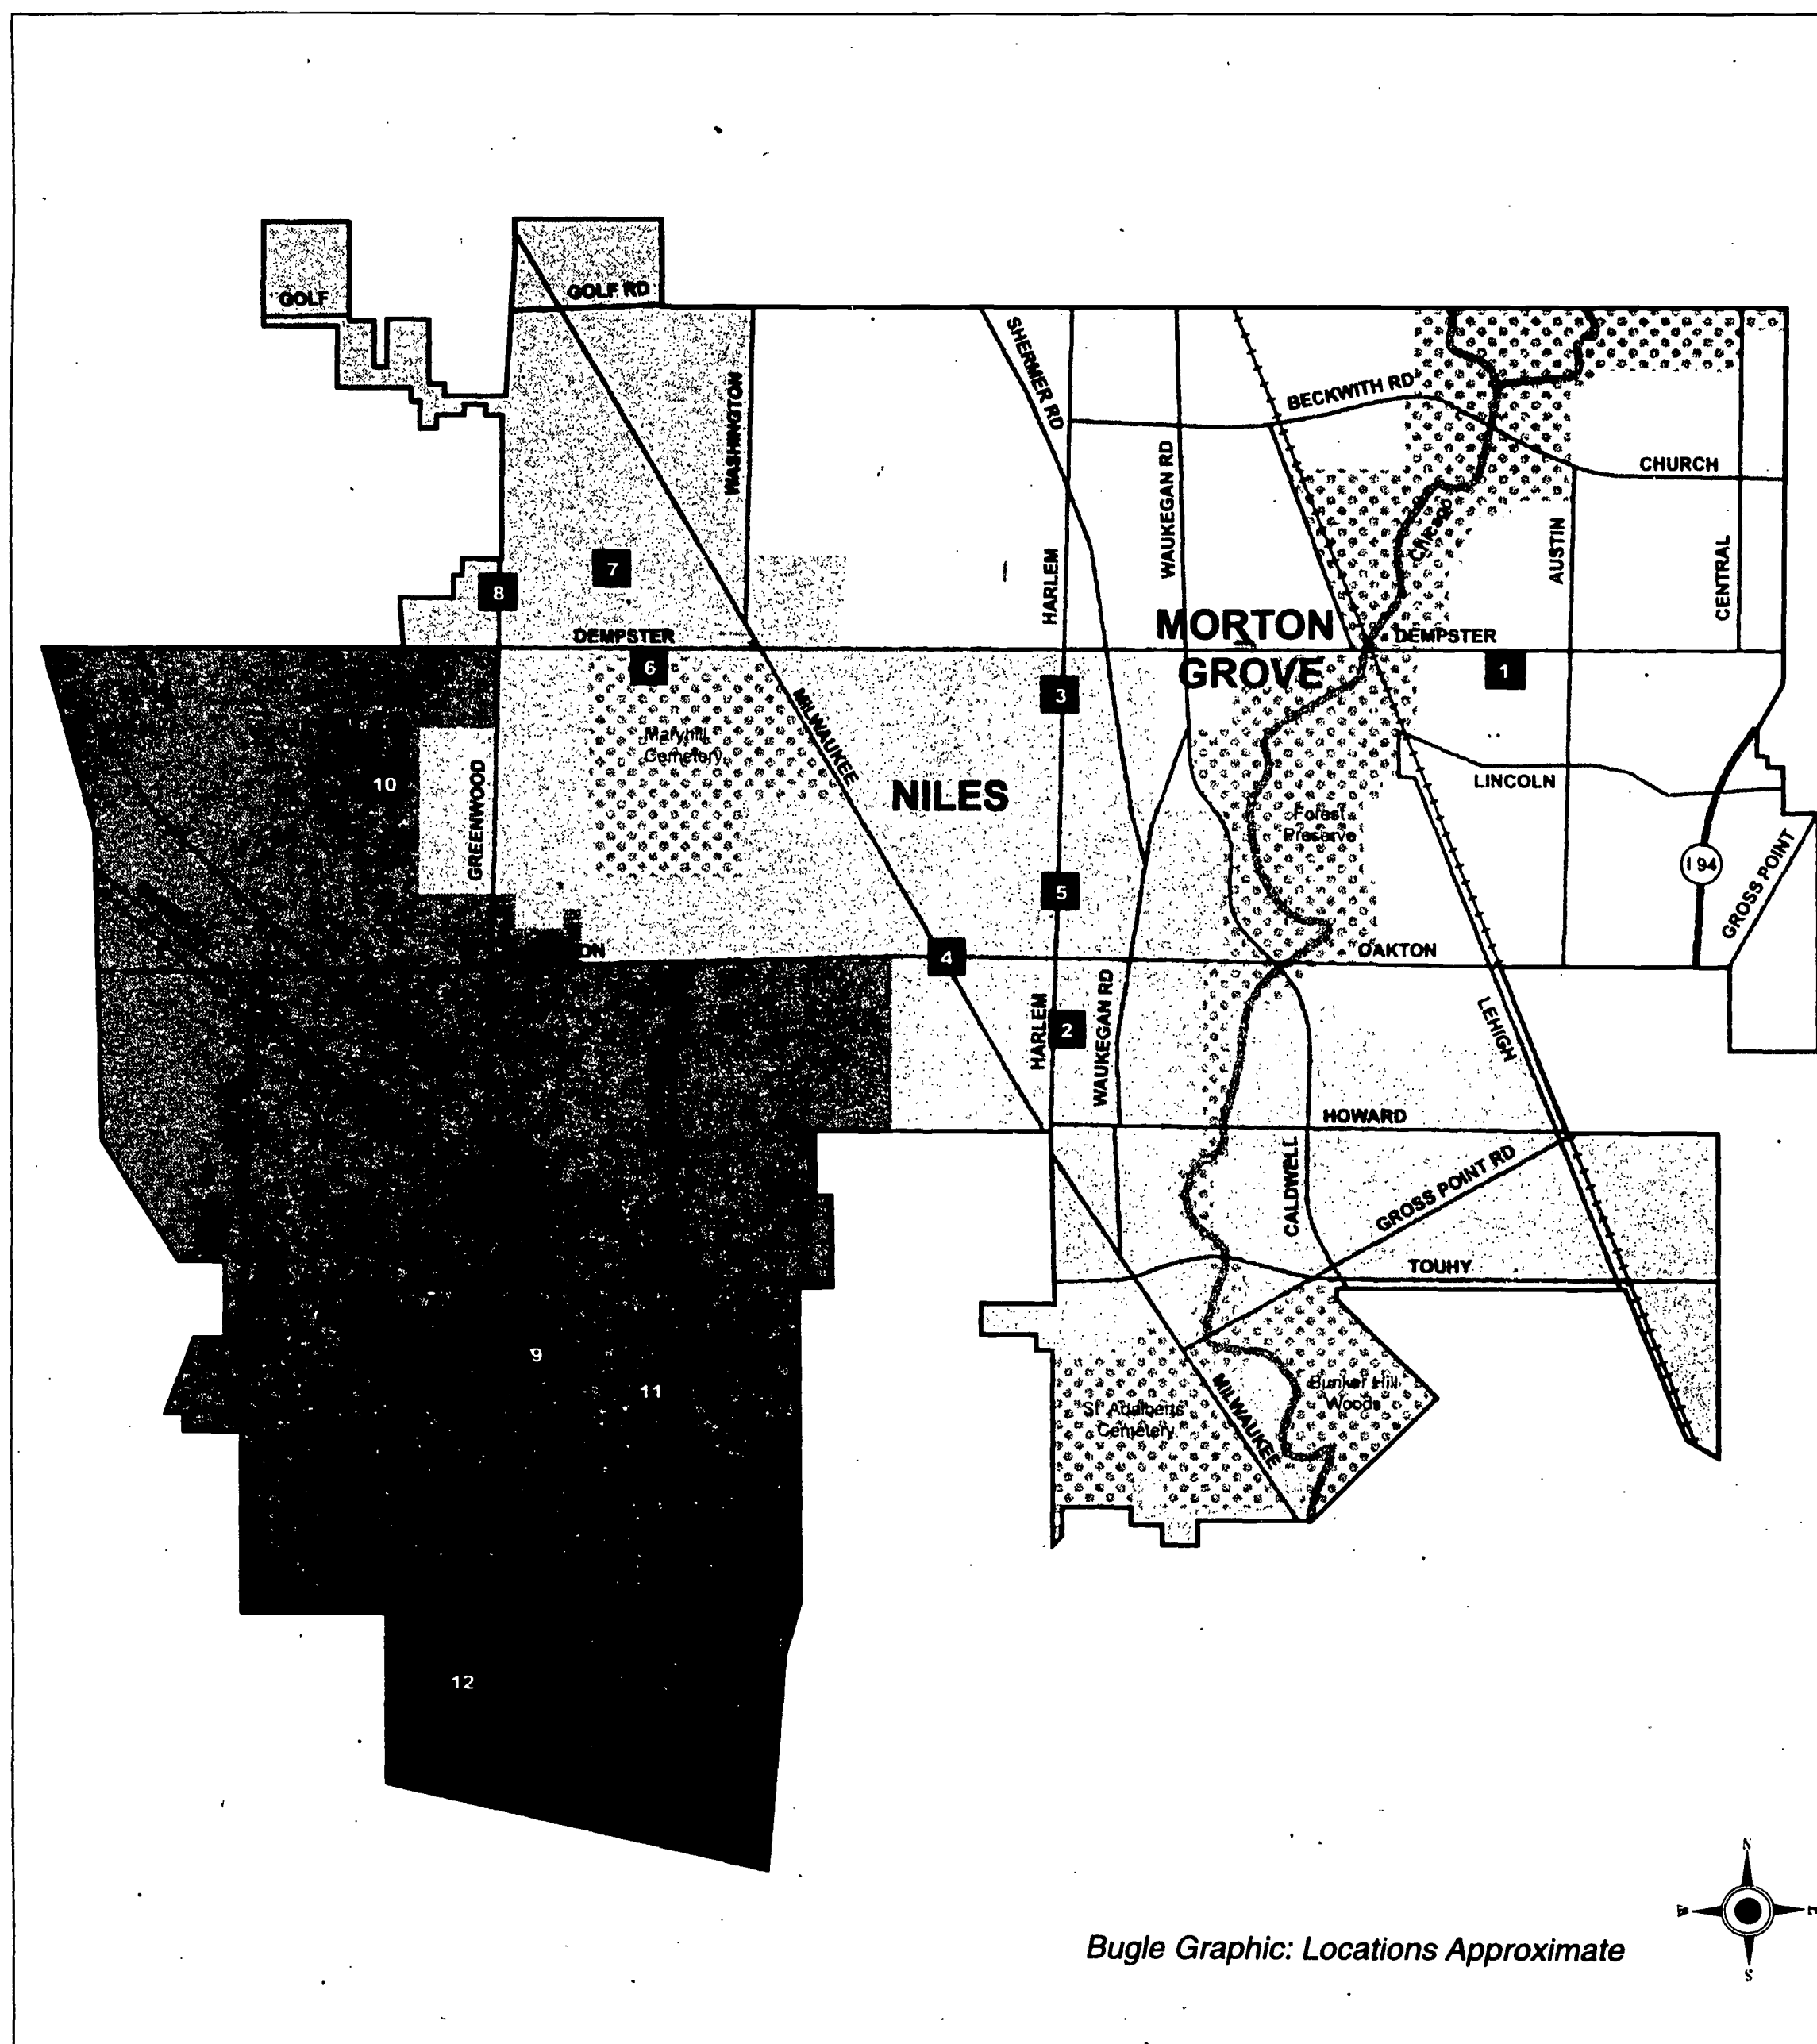 GOLF
GOLF RD
SHERMER RD
WASHINGTON
BECKWITH RD
WAUKEGAN RD
CHURCH
Chicago
AUSTIN
CENTRAL
HARLEM
7
8
MORTON
GROVE
DEMPSTER
DEMPSTER
6
3
1
MILWAUKEE
Maryhill
Cemetery
10
GREENWOOD
NILES
LINCOLN
Forest
Preserve
I 94
GROSS POINT
5
ON
4
OAKTON
HARLEM
2
WAUKEGAN RD
LEHIGH
HOWARD
CALDWELL
GROSS POINT RD
TOUHY
9
11
St Adalberts
Cemetery
MILWAUKEE
Bunker Hill
Woods
12
N
W
E
S
Bugle Graphic: Locations Approximate